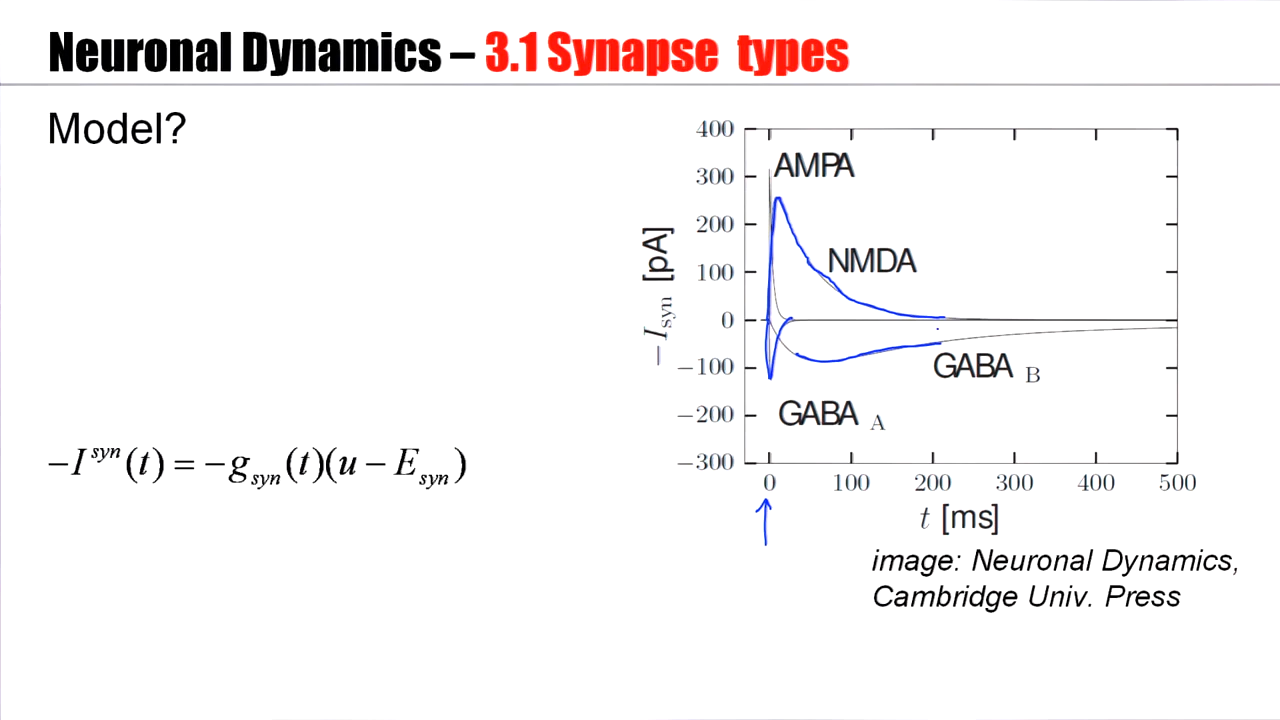 Neuronal Dynamics – 3.1 Synapse types
Model?
−I^syn(t) = −g_syn(t)(u − E_syn)
400
300
200
100
0
−100
−200
−300
−I_syn [pA]
AMPA
NMDA
GABA B
GABA A
0 100 200 300 400 500
t [ms]
image: Neuronal Dynamics,
Cambridge Univ. Press